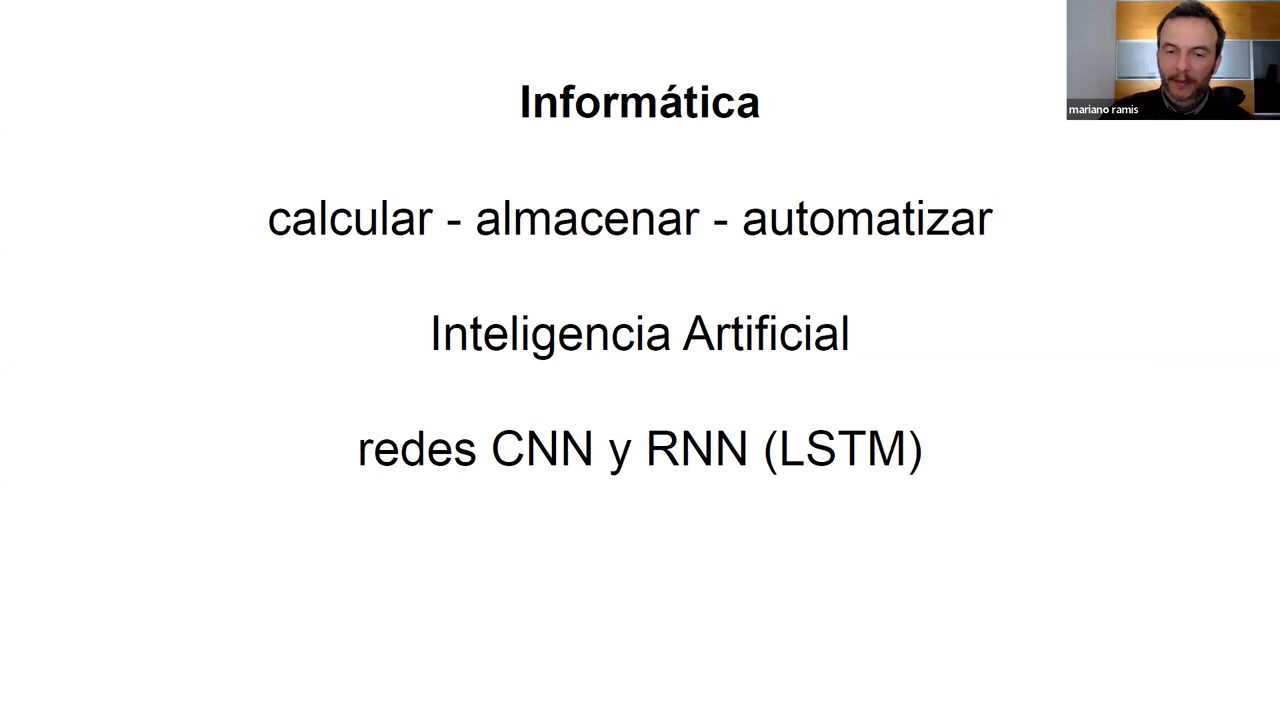 Informática
mariano ramis
calcular - almacenar - automatizar
Inteligencia Artificial
redes CNN y RNN (LSTM)